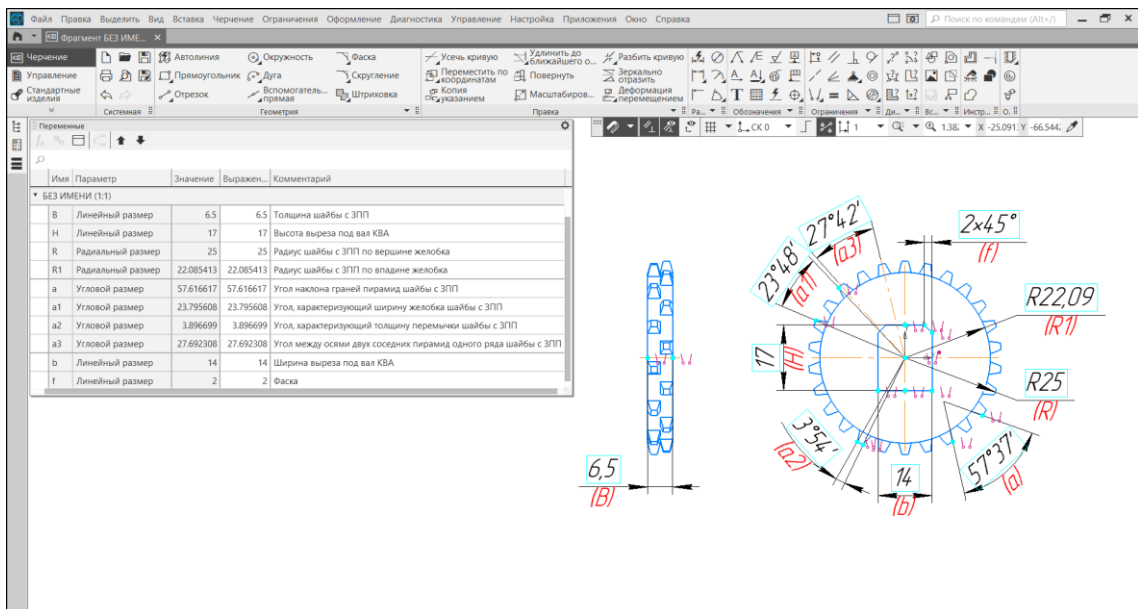 Файл Правка Выделить Вид Вставка Черчение Ограничения Оформление Диагностика Управление Настройка Приложения Окно Справка
Поиск по командам (Alt+/)
Фрагмент БЕЗ ИМЕ...
Черчение
Управление
Стандартные изделия
Системная
Автолиния
Прямоугольник
Отрезок
Окружность
Дуга
Вспомогатель... прямая
Фаска
Скругление
Штриховка
Геометрия
Усечь кривую
Переместить по координатам
Копия указанием
Удлинить до ближайшего о...
Повернуть
Масштабиров...
Разбить кривую
Зеркально отразить
Деформация перемещением
Правка
Ра...
Обозначения
Ограничения
Ди...
Вс...
Инстр...
О.
Переменные
СК 0
1
1.38
X -25.091
Y -66.544
Имя Параметр Значение Выражен... Комментарий
БЕЗ ИМЕНИ (1:1)
B Линейный размер 6.5 6.5 Толщина шайбы с ЗПП
H Линейный размер 17 17 Высота выреза под вал КВА
R Радиальный размер 25 25 Радиус шайбы с ЗПП по вершине желобка
R1 Радиальный размер 22.085413 22.085413 Радиус шайбы с ЗПП по впадине желобка
a Угловой размер 57.616617 57.616617 Угол наклона граней пирамид шайбы с ЗПП
a1 Угловой размер 23.795608 23.795608 Угол, характеризующий ширину желобка шайбы с ЗПП
a2 Угловой размер 3.896699 3.896699 Угол, характеризующий толщину перемычки шайбы с ЗПП
a3 Угловой размер 27.692308 27.692308 Угол между осями двух соседних пирамид одного ряда шайбы с ЗПП
b Линейный размер 14 14 Ширина выреза под вал КВА
f Линейный размер 2 2 Фаска
27°42'
(a3)
2x45°
(f)
23°48'
(a1)
R22,09
(R1)
17
(H)
R25
(R)
3°54'
(a2)
57°37'
(a)
6,5
(B)
14
(b)